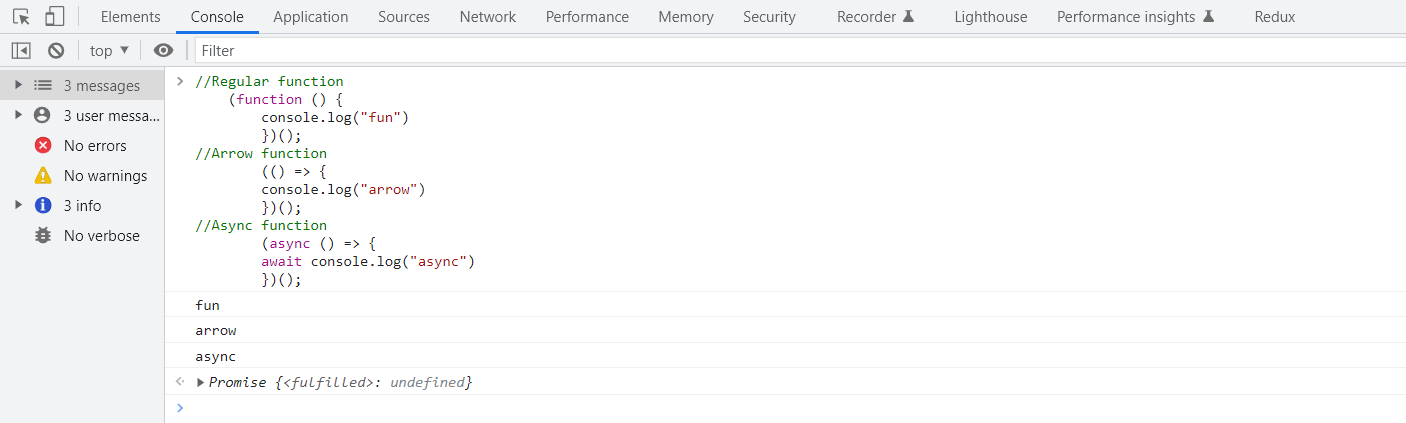 Elements Console Application Sources Network Performance Memory Security Recorder Lighthouse Performance insights Redux
top Filter
3 messages
3 user messa...
No errors
No warnings
3 info
No verbose
> //Regular function
    (function () {
        console.log("fun")
        })();
//Arrow function
        (() => {
        console.log("arrow")
        })();
//Async function
        (async () => {
        await console.log("async")
        })();
fun
arrow
async
Promise {<fulfilled>: undefined}
>